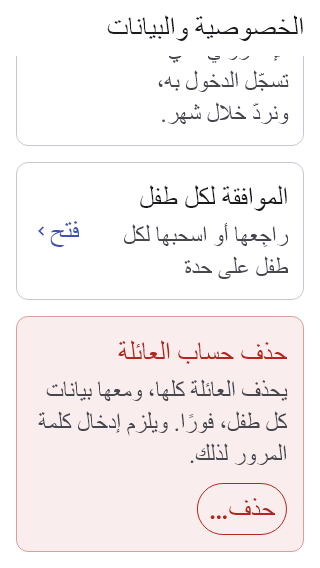 الخصوصية والبيانات
تسجّل الدخول به،
ونردّ خلال شهر.
الموافقة لكل طفل
راجِعها أو اسحبها لكل
طفل على حدة
فتح ›
حذف حساب العائلة
يحذف العائلة كلها، ومعها بيانات
كل طفل، فورًا. ويلزم إدخال كلمة
المرور لذلك.
حذف...